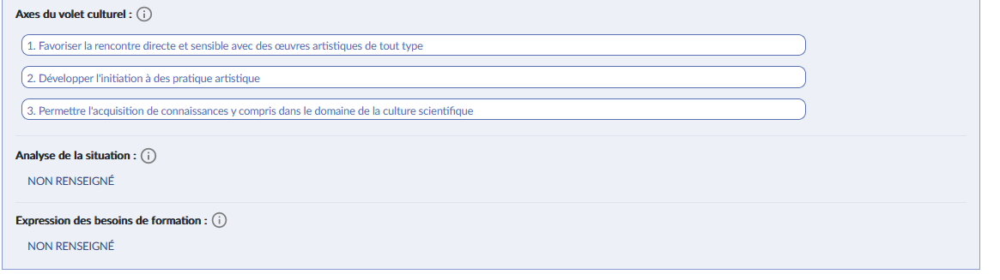 Axes du volet culturel :
1. Favoriser la rencontre directe et sensible avec des œuvres artistiques de tout type
2. Développer l'initiation à des pratique artistique
3. Permettre l'acquisition de connaissances y compris dans le domaine de la culture scientifique
Analyse de la situation :
NON RENSEIGNÉ
Expression des besoins de formation :
NON RENSEIGNÉ